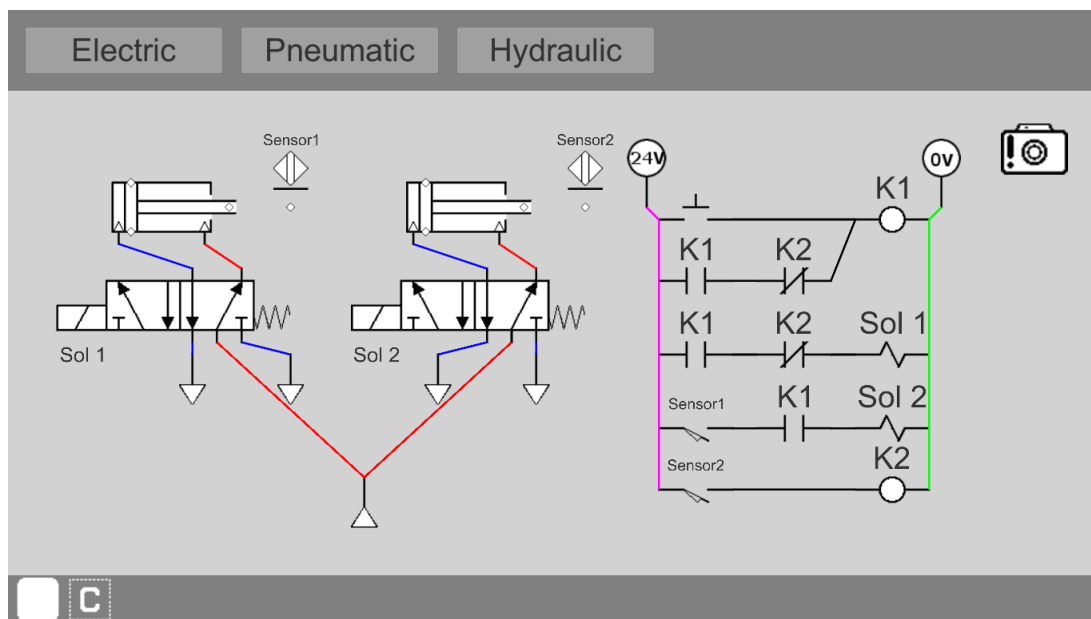 Electric Pneumatic Hydraulic
Sensor1 Sensor2
24V 0V
K1
K1 K2
K1 K2 Sol 1
Sol 1 Sol 2
Sensor1 K1 Sol 2
Sensor2 K2
C